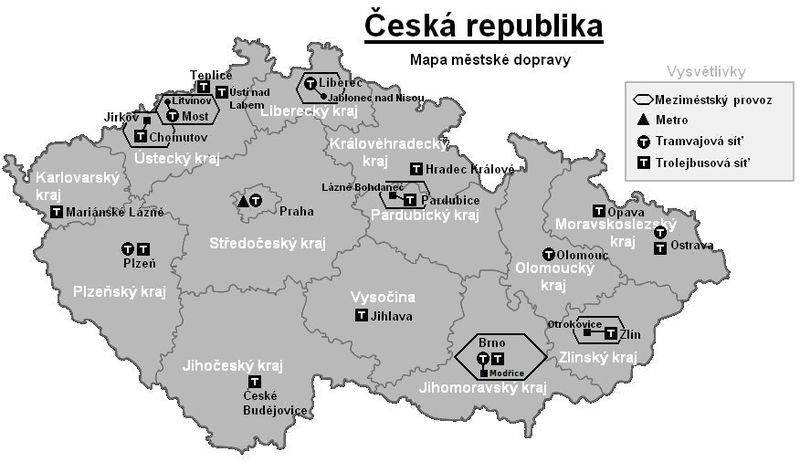 Česká republika
Mapa městské dopravy
Vysvětlivky
Meziměstský provoz
Metro
Tramvajová síť
Trolejbusová síť
Teplice
Ústí nad
Labem
Litvínov
Most
Jirkov
Chomutov
Ústecký kraj
Liberec
Jablonec nad Nisou
Liberecký kraj
Královéhradecký
kraj
Hradec Králové
Karlovarský
kraj
Mariánské Lázně
Praha
Středočeský kraj
Lázně Bohdaneč
Pardubice
Pardubický kraj
Opava
Moravskoslezský
kraj
Ostrava
Plzeň
Plzeňský kraj
Olomouc
Olomoucký
kraj
Vysočina
Jihlava
Otrokovice
Zlín
Zlínský kraj
Brno
Modřice
Jihomoravský kraj
Jihočeský kraj
České
Budějovice